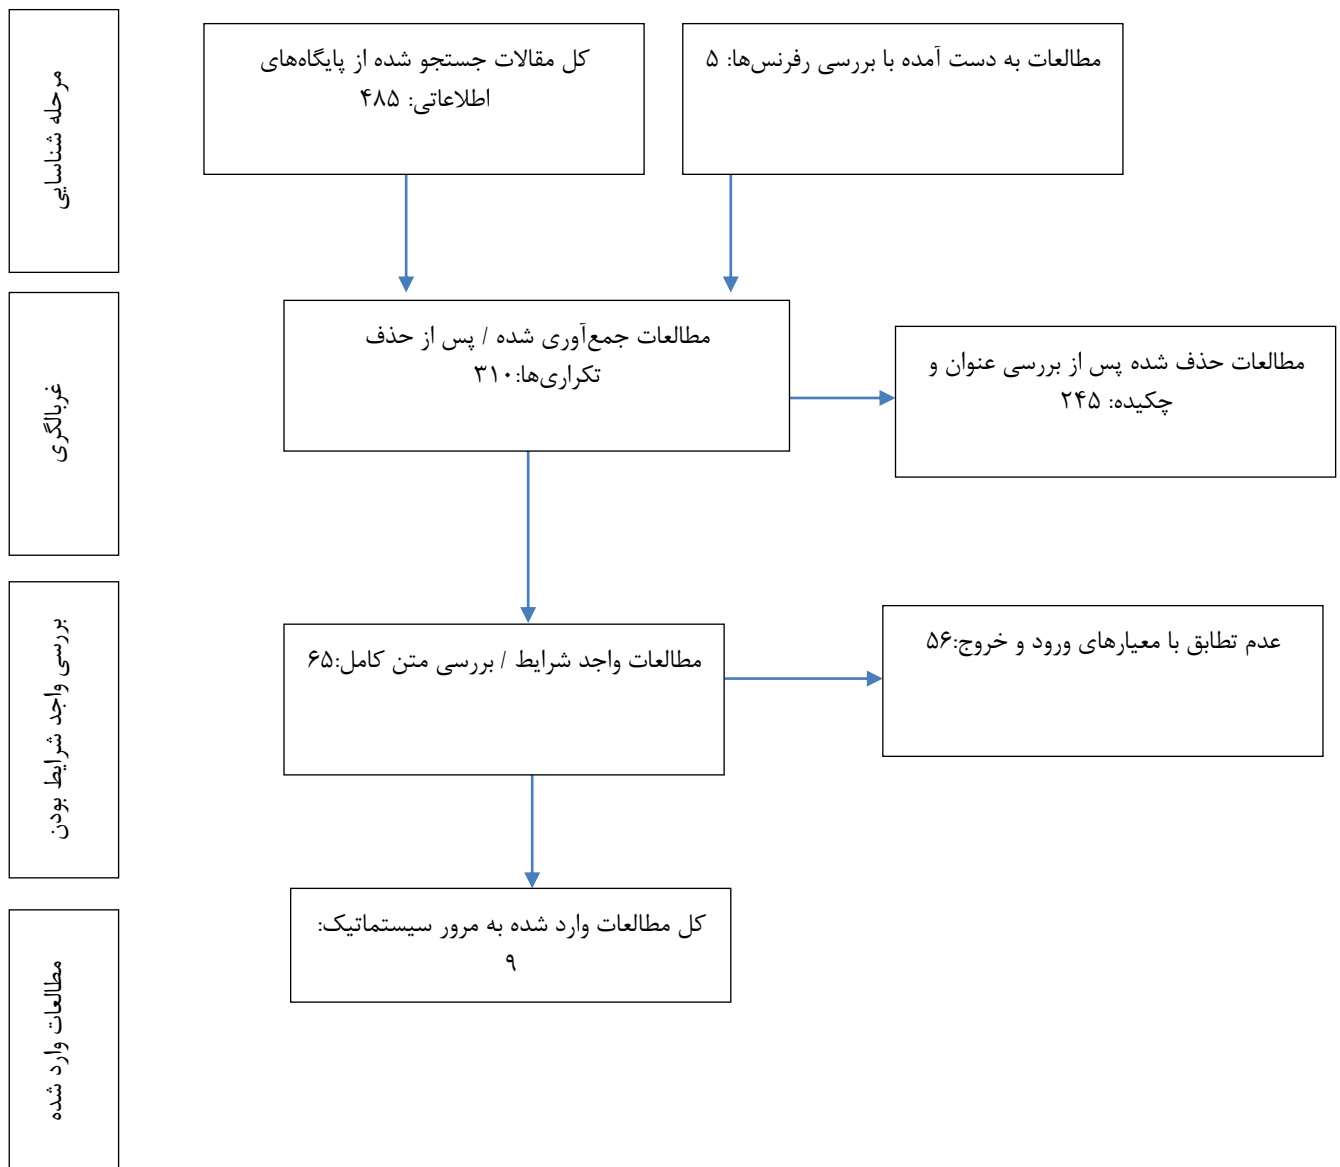 مرحله شناسایی
کل مقالات جستجو شده از پایگاه‌های
اطلاعاتی: ۴۸۵
مطالعات به دست آمده با بررسی رفرنس‌ها: ۵
غربالگری
مطالعات جمع‌آوری شده / پس از حذف
تکراری‌ها:۳۱۰
مطالعات حذف شده پس از بررسی عنوان و
چکیده: ۲۴۵
بررسی واجد شرایط بودن
مطالعات واجد شرایط / بررسی متن کامل:۶۵
عدم تطابق با معیارهای ورود و خروج:۵۶
مطالعات وارد شده
کل مطالعات وارد شده به مرور سیستماتیک:
۹